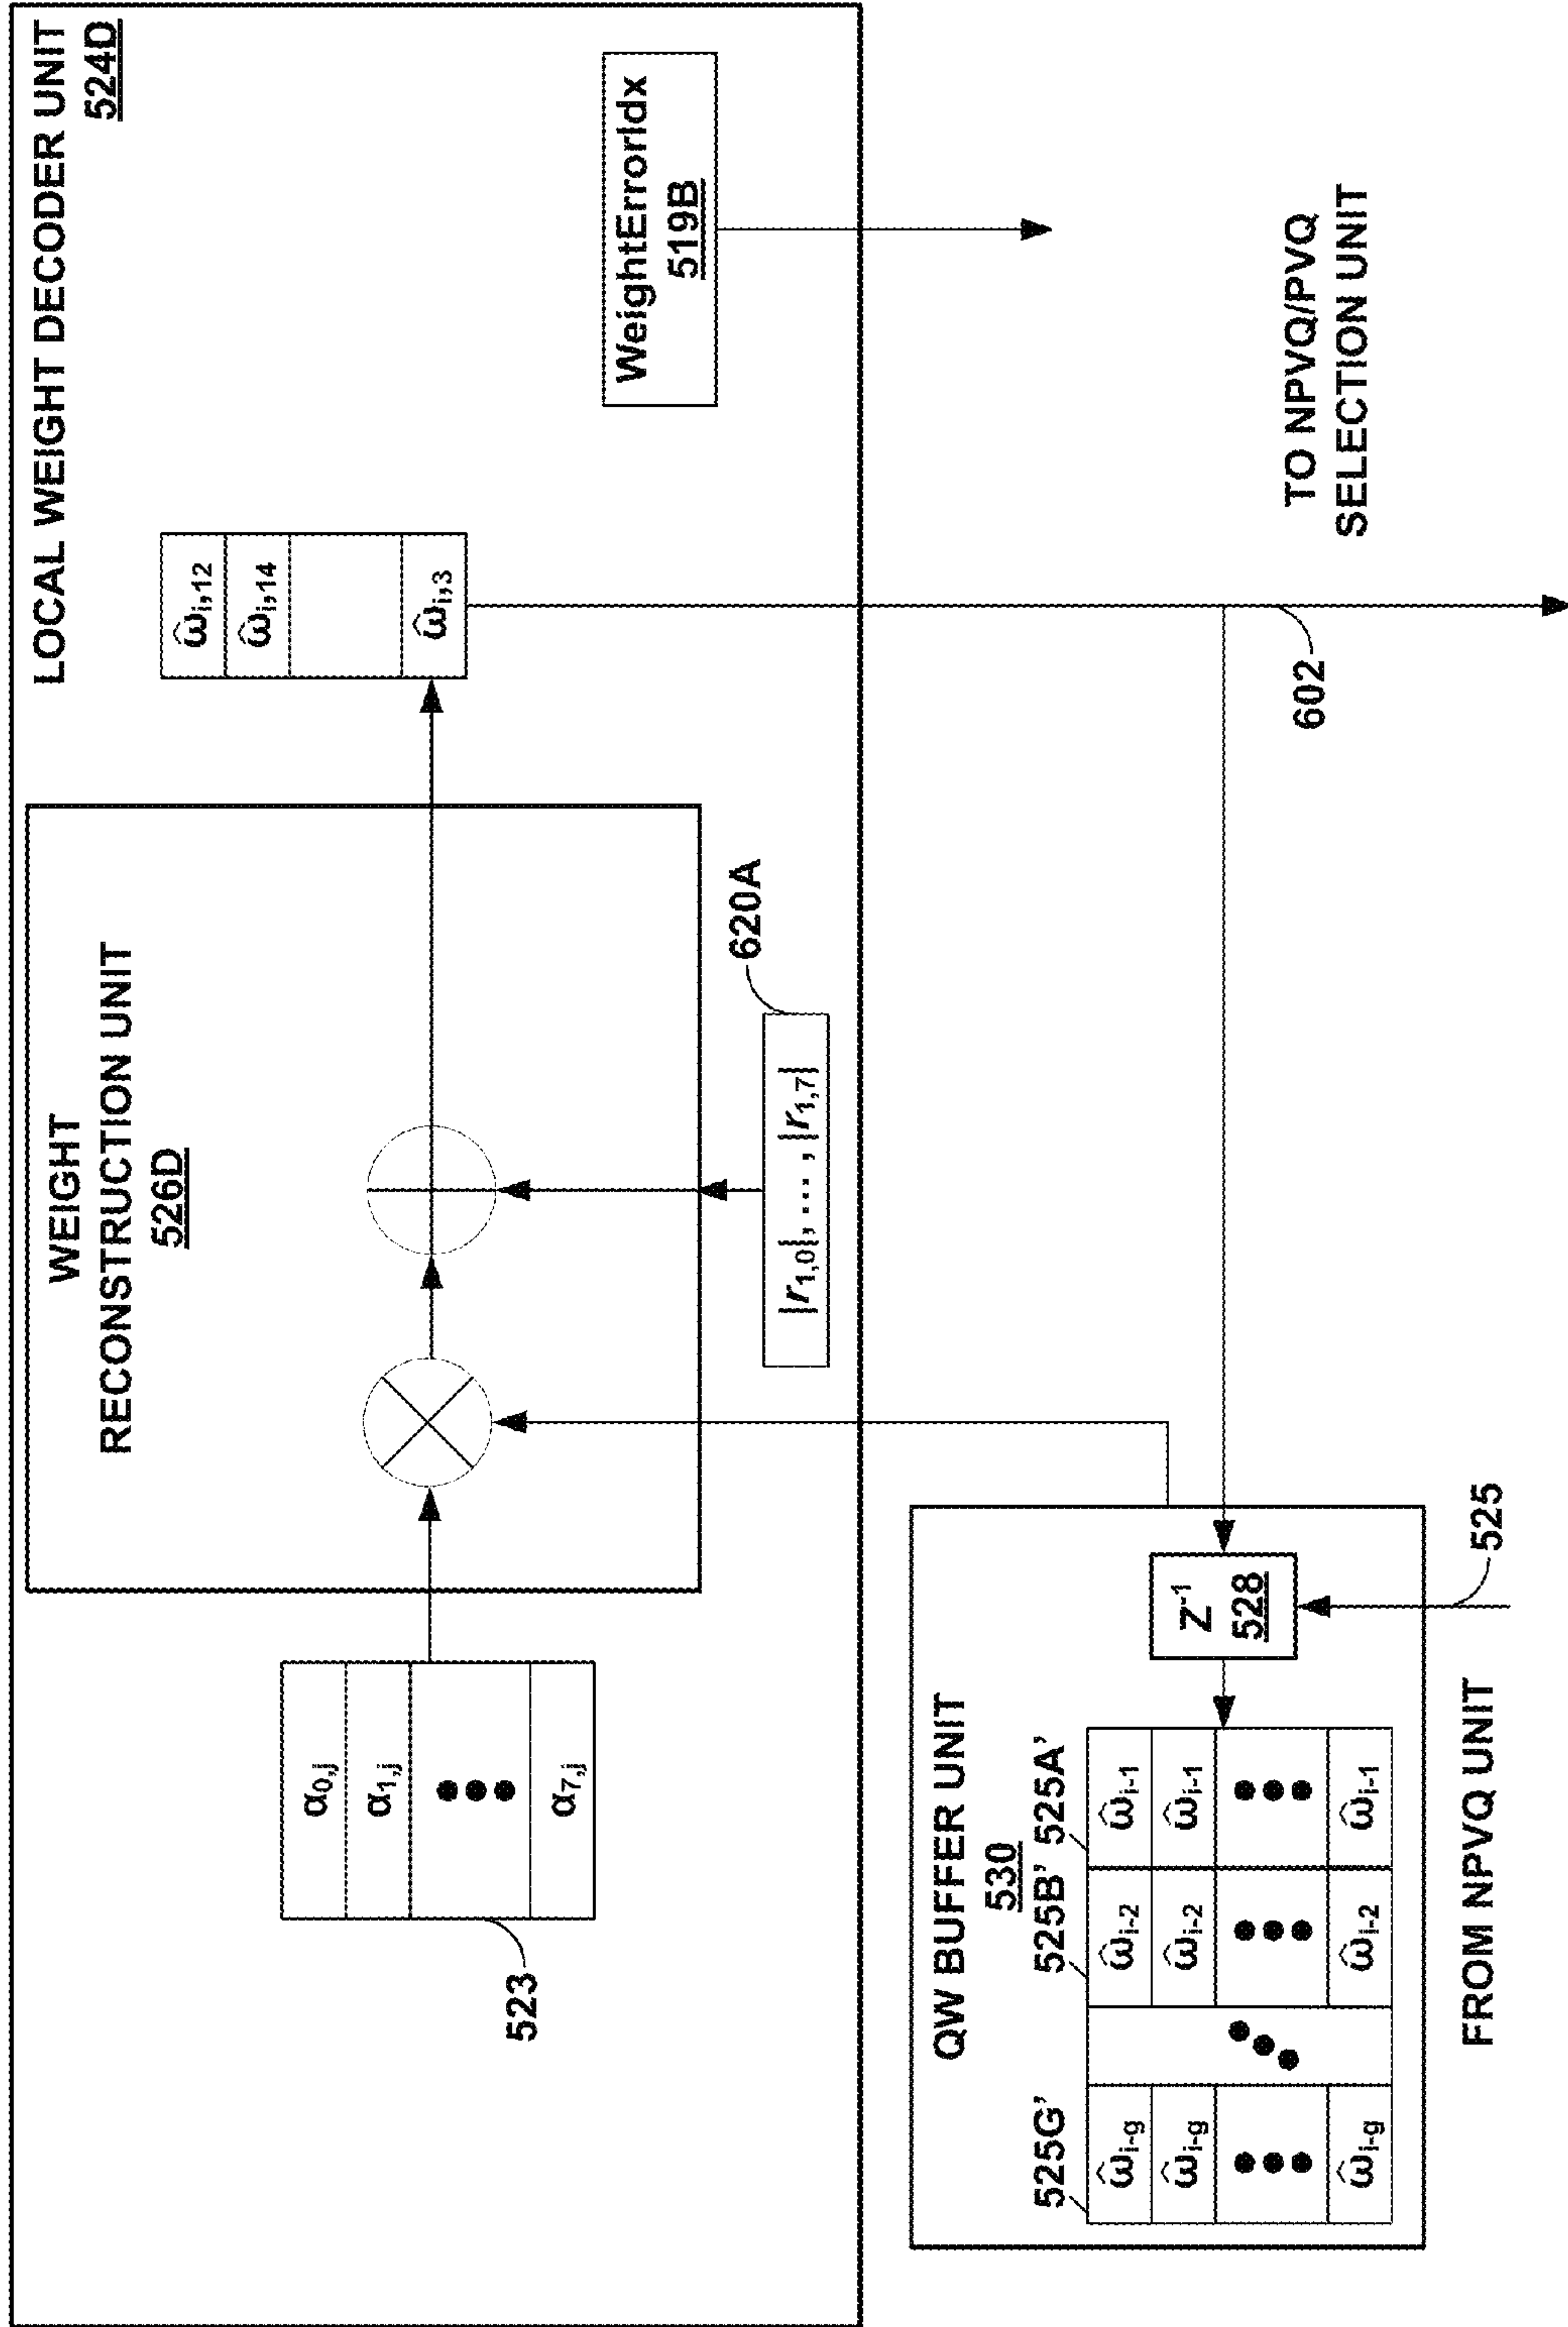 LOCAL WEIGHT DECODER UNIT
524D
WEIGHT
RECONSTRUCTION UNIT
526D
α0,j
α1,j
α7,j
523
ω̂i,12
ω̂i,14
ω̂i,3
WeightErrorIdx
519B
|r1,0|, ... , |r1,7|
620A
QW BUFFER UNIT
530
525G'
525B'
525A'
ω̂i-g
ω̂i-2
ω̂i-1
ω̂i-g
ω̂i-2
ω̂i-1
ω̂i-g
ω̂i-2
ω̂i-1
Z-1
528
525
FROM NPVQ UNIT
602
TO NPVQ/PVQ
SELECTION UNIT